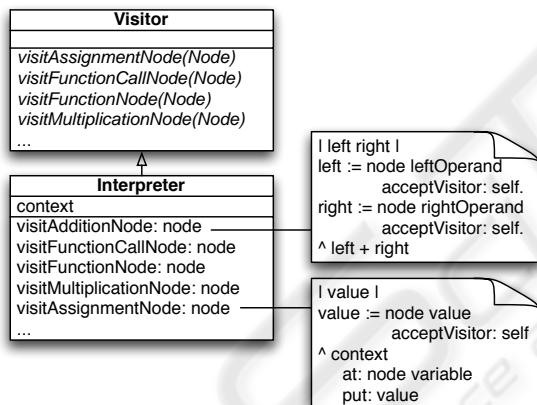 Visitor
visitAssignmentNode(Node)
visitFunctionCallNode(Node)
visitFunctionNode(Node)
visitMultiplicationNode(Node)
...
Interpreter
context
visitAdditionNode: node
visitFunctionCallNode: node
visitFunctionNode: node
visitMultiplicationNode: node
visitAssignmentNode: node
...
| left right |
left := node leftOperand
acceptVisitor: self.
right := node rightOperand
acceptVisitor: self.
^ left + right
| value |
value := node value
acceptVisitor: self
^ context
at: node variable
put: value